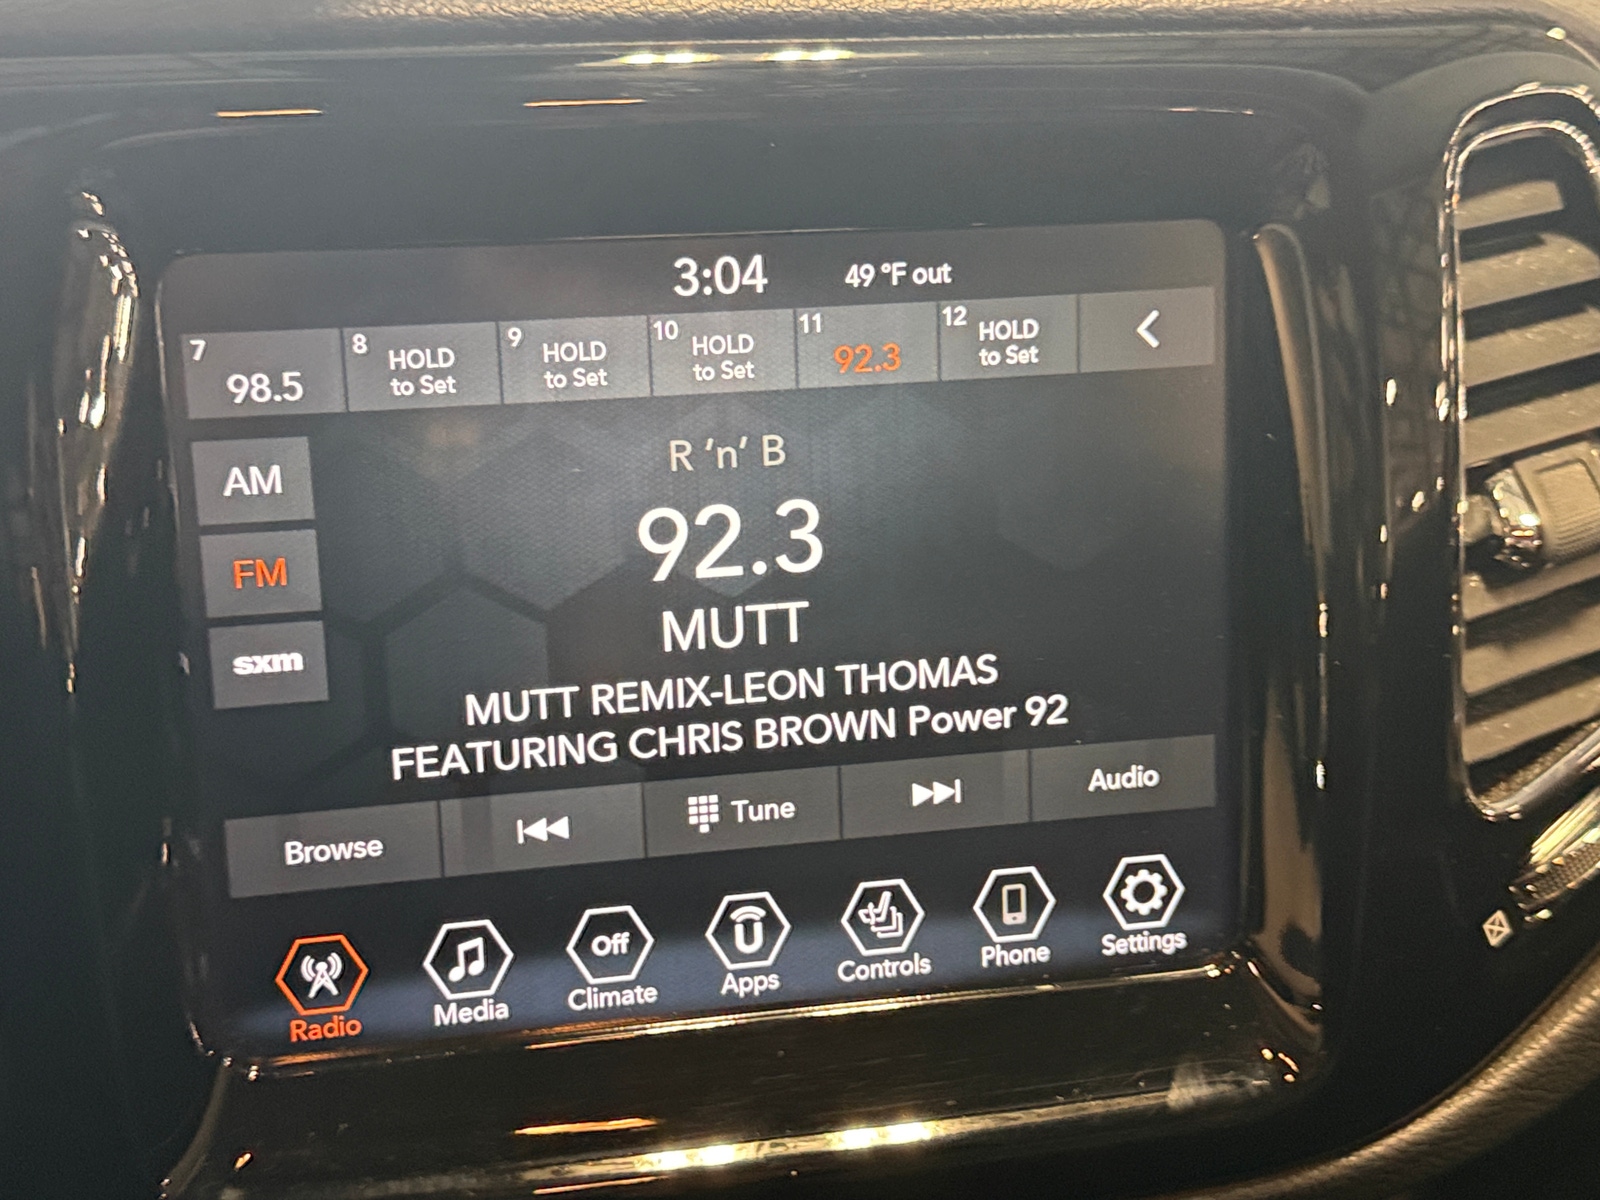 3:04 49 °F out
7 98.5
8 HOLD
to Set
9 HOLD
to Set
10 HOLD
to Set
11 92.3
12 HOLD
to Set
AM
FM
sxm
R ‘n’ B
92.3
MUTT
MUTT REMIX-LEON THOMAS
FEATURING CHRIS BROWN Power 92
Browse Tune Audio
Off
Radio Media Climate Apps Controls Phone Settings